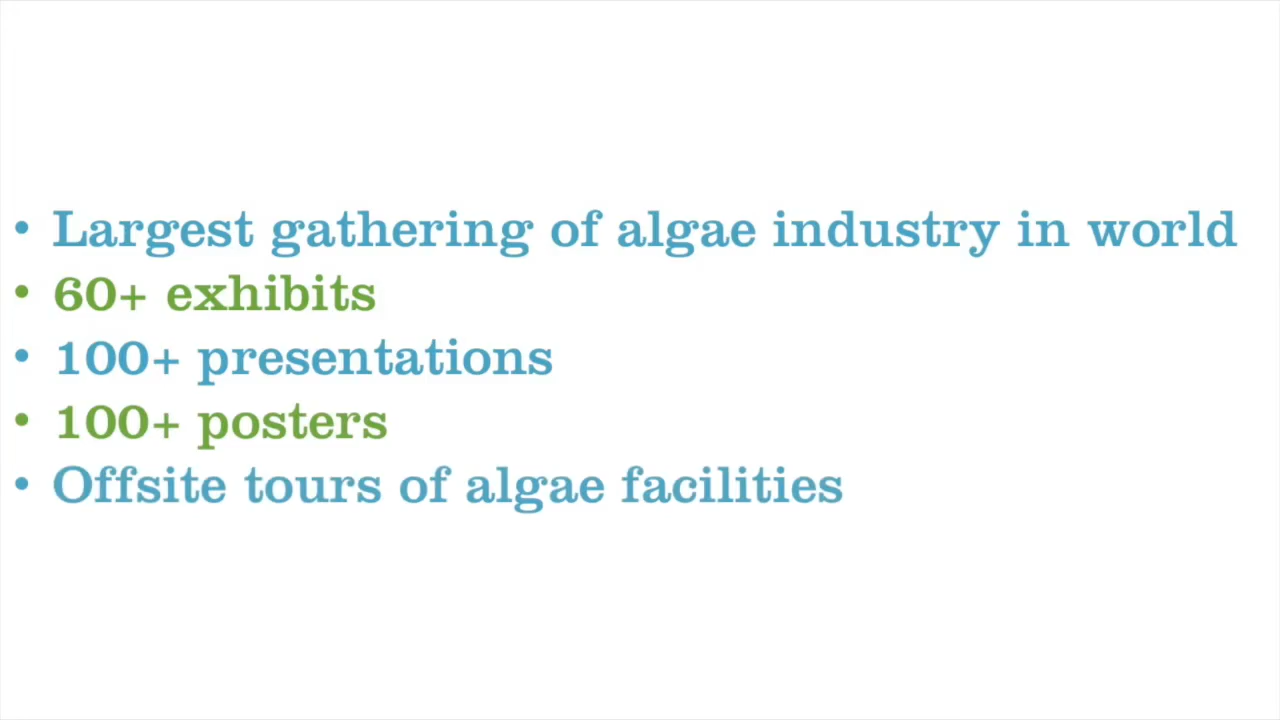 • Largest gathering of algae industry in world
• 60+ exhibits
• 100+ presentations
• 100+ posters
• Offsite tours of algae facilities